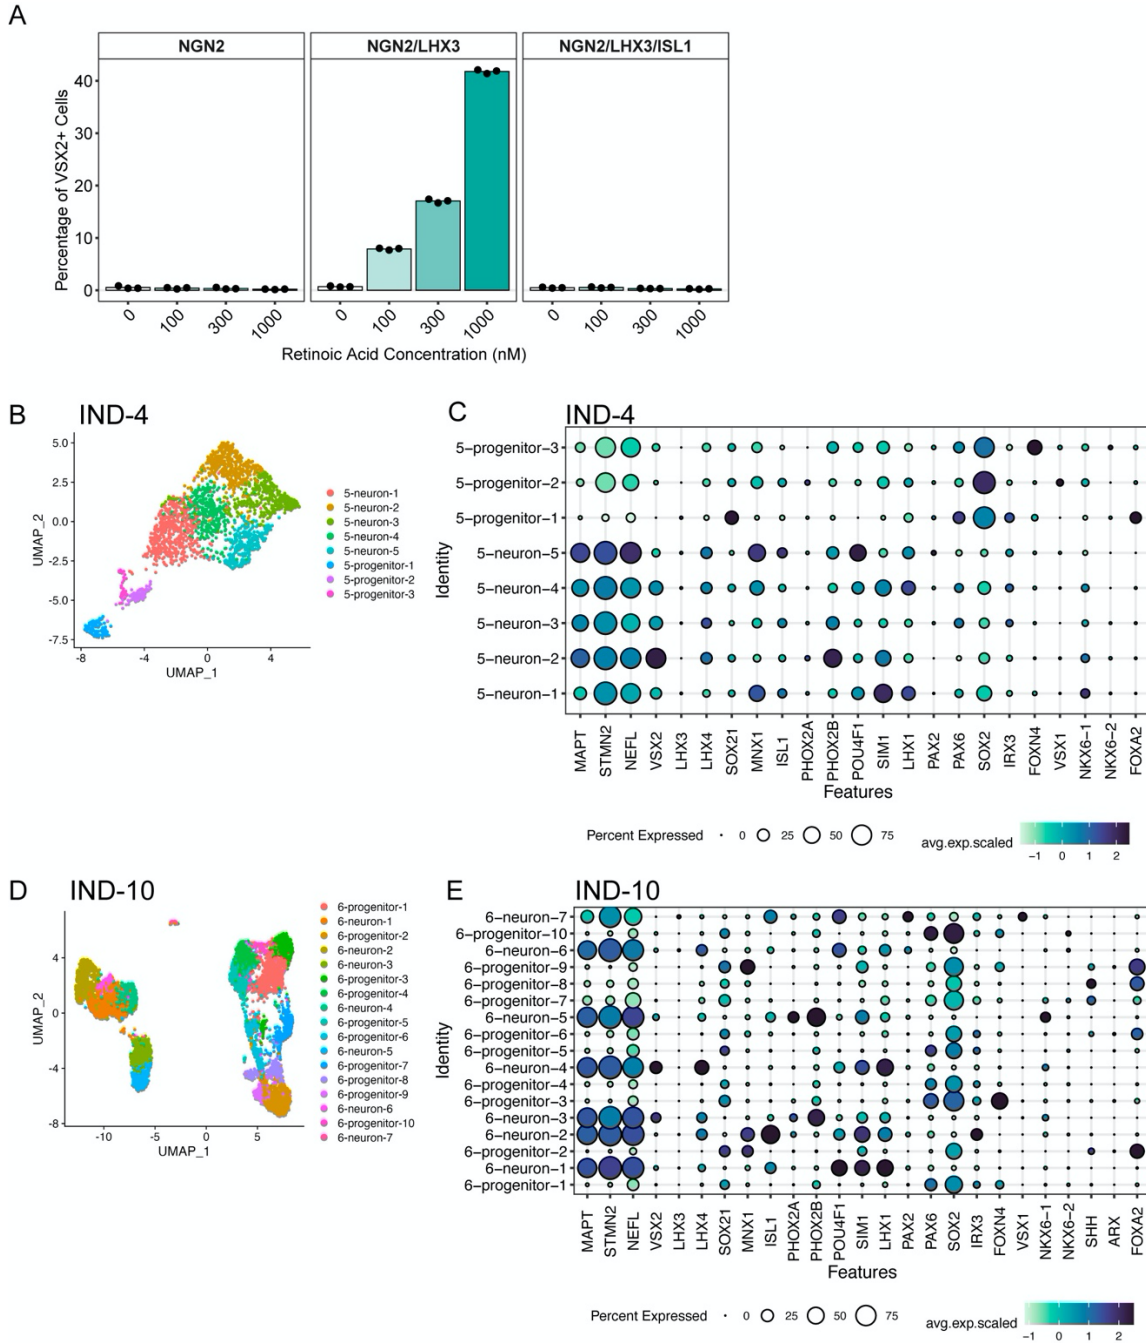 A
NGN2
NGN2/LHX3
NGN2/LHX3/ISL1
Percentage of VSX2+ Cells
40
30
20
10
0
0 100 300 1000
0 100 300 1000
0 100 300 1000
Retinoic Acid Concentration (nM)
B IND-4
UMAP_2
5.0
2.5
0.0
-2.5
-5.0
-7.5
-8 -4 0 4
UMAP_1
5-neuron-1
5-neuron-2
5-neuron-3
5-neuron-4
5-neuron-5
5-progenitor-1
5-progenitor-2
5-progenitor-3
C IND-4
Identity
5-progenitor-3
5-progenitor-2
5-progenitor-1
5-neuron-5
5-neuron-4
5-neuron-3
5-neuron-2
5-neuron-1
MAPT STMN2 NEFL VSX2 LHX3 LHX4 SOX21 MNX1 ISL1 PHOX2A PHOX2B POU4F1 SIM1 LHX1 PAX2 PAX6 SOX2 IRX3 FOXN4 VSX1 NKX6-1 NKX6-2 FOXA2
Features
Percent Expressed 0 25 50 75
avg.exp.scaled
-1 0 1 2
D IND-10
UMAP_2
4
0
-4
-8
-10 -5 0 5
UMAP_1
6-progenitor-1
6-neuron-1
6-progenitor-2
6-neuron-2
6-neuron-3
6-progenitor-3
6-progenitor-4
6-neuron-4
6-progenitor-5
6-progenitor-6
6-neuron-5
6-progenitor-7
6-progenitor-8
6-progenitor-9
6-neuron-6
6-progenitor-10
6-neuron-7
E IND-10
Identity
6-neuron-7
6-progenitor-10
6-neuron-6
6-progenitor-9
6-progenitor-8
6-progenitor-7
6-neuron-5
6-progenitor-6
6-progenitor-5
6-neuron-4
6-progenitor-4
6-progenitor-3
6-neuron-3
6-neuron-2
6-progenitor-2
6-neuron-1
6-progenitor-1
MAPT STMN2 NEFL VSX2 LHX3 LHX4 SOX21 MNX1 ISL1 PHOX2A PHOX2B POU4F1 SIM1 LHX1 PAX2 PAX6 SOX2 IRX3 FOXN4 VSX1 NKX6-1 NKX6-2 SHH ARX FOXA2
Features
Percent Expressed 0 25 50 75
avg.exp.scaled
-1 0 1 2